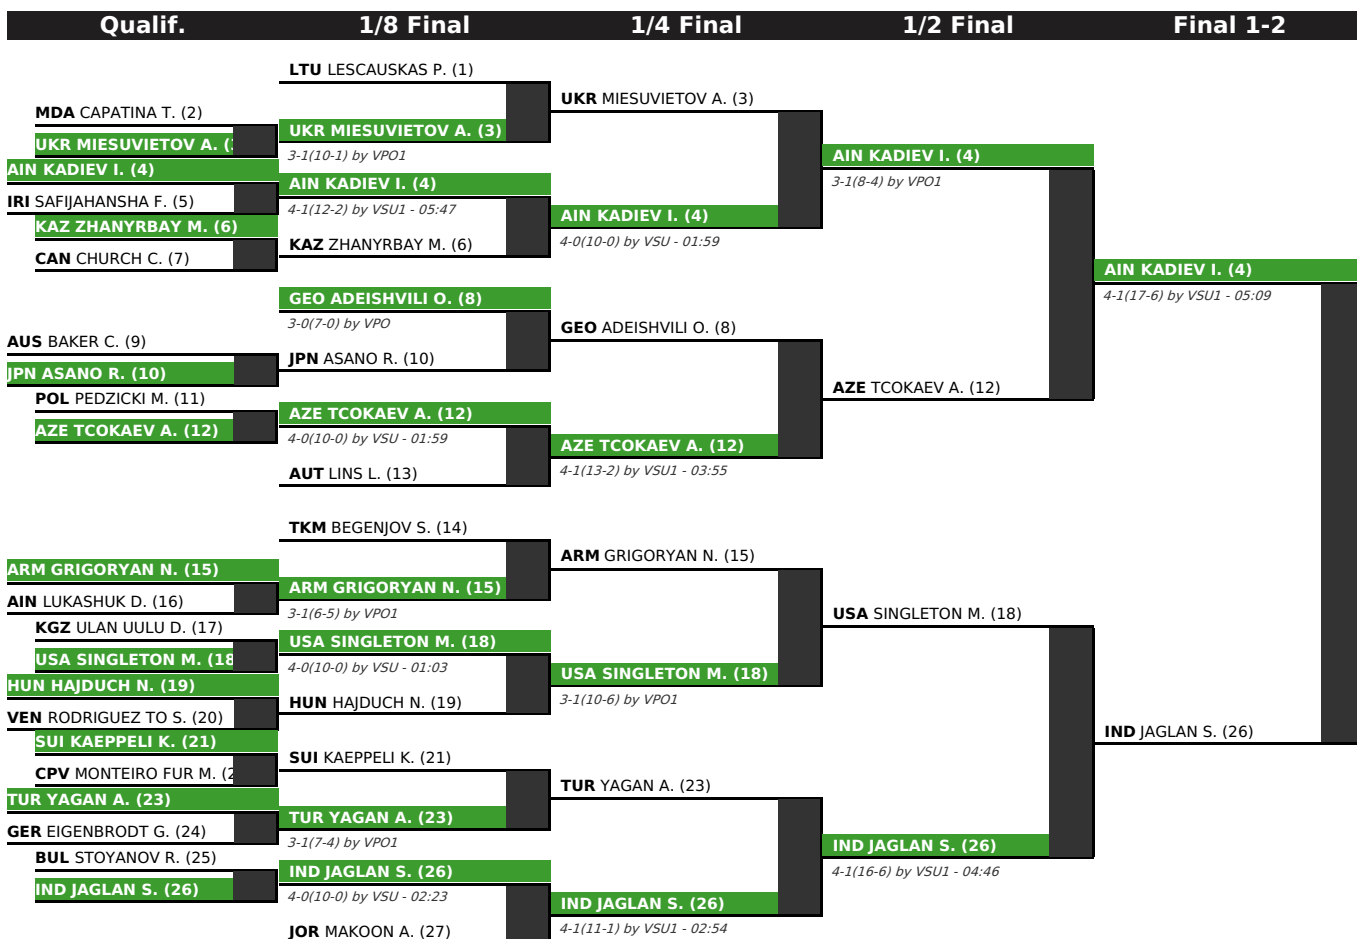 Qualif. 1/8 Final 1/4 Final 1/2 Final Final 1-2
LTU LESCAUSKAS P. (1)
MDA CAPATINA T. (2)
UKR MIESUVIETOV A. (
AIN KADIEV I. (4)
IRI SAFIJAHANSHA F. (5)
KAZ ZHANYRBAY M. (6)
CAN CHURCH C. (7)
AUS BAKER C. (9)
JPN ASANO R. (10)
POL PEDZICKI M. (11)
AZE TCOKAEV A. (12)
ARM GRIGORYAN N. (15)
AIN LUKASHUK D. (16)
KGZ ULAN UULU D. (17)
USA SINGLETON M. (18
HUN HAJDUCH N. (19)
VEN RODRIGUEZ TO S. (20)
SUI KAEPPELI K. (21)
CPV MONTEIRO FUR M. (2
TUR YAGAN A. (23)
GER EIGENBRODT G. (24)
BUL STOYANOV R. (25)
IND JAGLAN S. (26)
UKR MIESUVIETOV A. (3)
3-1(10-1) by VPO1
AIN KADIEV I. (4)
4-1(12-2) by VSU1 - 05:47
KAZ ZHANYRBAY M. (6)
GEO ADEISHVILI O. (8)
3-0(7-0) by VPO
JPN ASANO R. (10)
AZE TCOKAEV A. (12)
4-0(10-0) by VSU - 01:59
AUT LINS L. (13)
TKM BEGENJOV S. (14)
ARM GRIGORYAN N. (15)
3-1(6-5) by VPO1
USA SINGLETON M. (18)
4-0(10-0) by VSU - 01:03
HUN HAJDUCH N. (19)
SUI KAEPPELI K. (21)
TUR YAGAN A. (23)
3-1(7-4) by VPO1
IND JAGLAN S. (26)
4-0(10-0) by VSU - 02:23
JOR MAKOON A. (27)
UKR MIESUVIETOV A. (3)
AIN KADIEV I. (4)
4-0(10-0) by VSU - 01:59
GEO ADEISHVILI O. (8)
AZE TCOKAEV A. (12)
4-1(13-2) by VSU1 - 03:55
ARM GRIGORYAN N. (15)
USA SINGLETON M. (18)
3-1(10-6) by VPO1
TUR YAGAN A. (23)
IND JAGLAN S. (26)
4-1(11-1) by VSU1 - 02:54
AIN KADIEV I. (4)
3-1(8-4) by VPO1
AZE TCOKAEV A. (12)
USA SINGLETON M. (18)
IND JAGLAN S. (26)
4-1(16-6) by VSU1 - 04:46
AIN KADIEV I. (4)
4-1(17-6) by VSU1 - 05:09
IND JAGLAN S. (26)